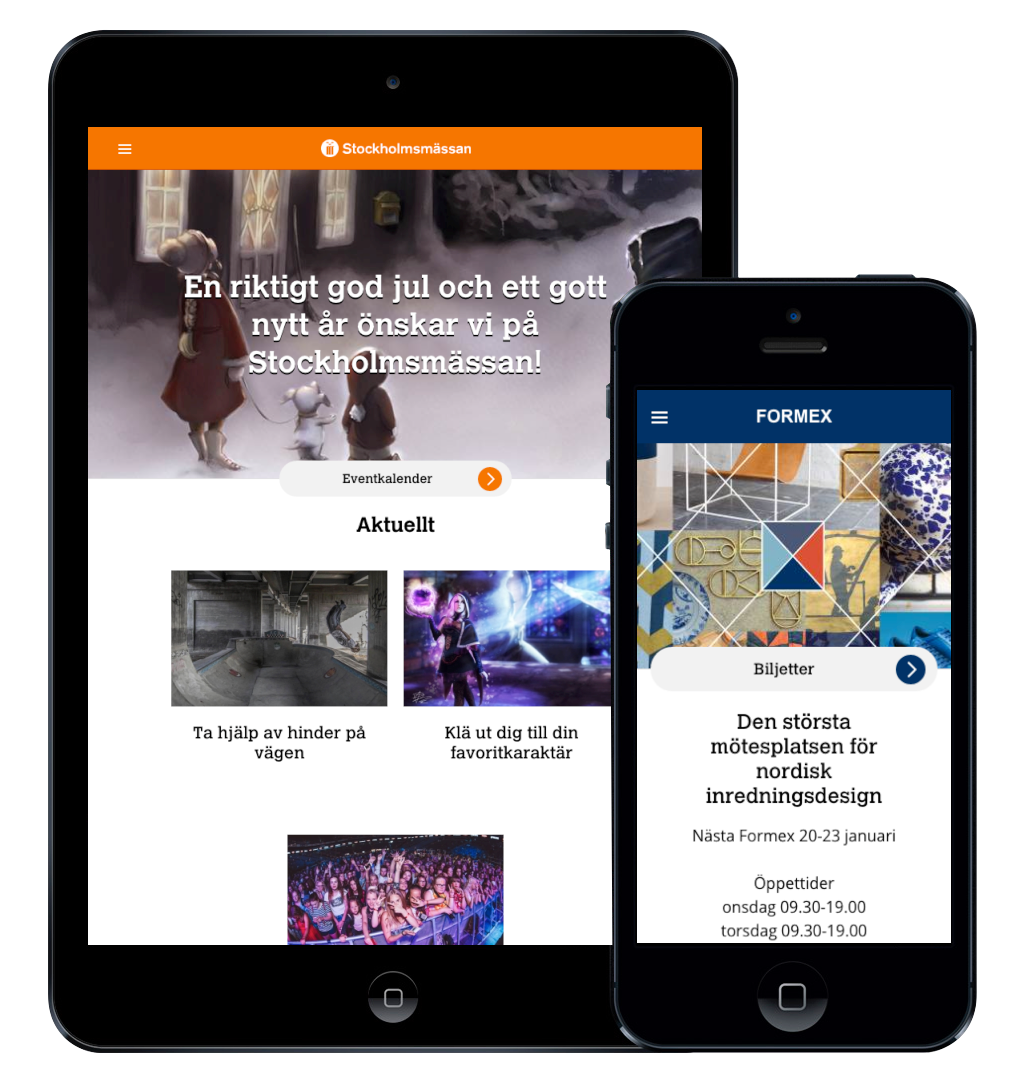 Stockholmsmässan
En riktigt god jul och ett gott
nytt år önskar vi på
Stockholmsmässan!
Eventkalender
Aktuellt
Ta hjälp av hinder på
vägen
Klä ut dig till din
favoritkaraktär
FORMEX
Biljetter
Den största
mötesplatsen för
nordisk
inredningsdesign
Nästa Formex 20-23 januari
Öppettider
onsdag 09.30-19.00
torsdag 09.30-19.00